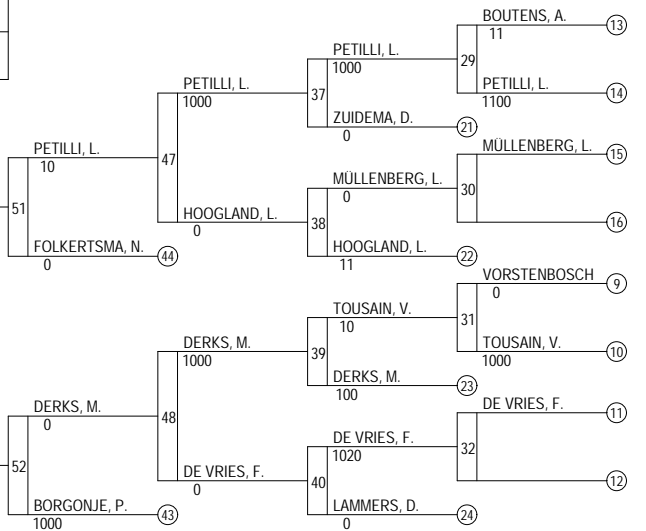 BOUTENS, A. 13
11
29
PETILLI, L.
1000
PETILLI, L. 14
1100
37
PETILLI, L.
1000
ZUIDEMA, D. 21
0
47
PETILLI, L.
10
MÜLLENBERG, L. 15
MÜLLENBERG, L.
0
30
16
38
HOOGLAND, L.
0
HOOGLAND, L. 22
11
51
FOLKERTSMA, N. 44
0
VORSTENBOSCH 9
0
31
TOUSAIN, V.
10
TOUSAIN, V. 10
1000
39
DERKS, M.
1000
DERKS, M. 23
100
48
DERKS, M.
0
DE VRIES, F. 11
DE VRIES, F.
1020
32
12
40
DE VRIES, F.
0
LAMMERS, D. 24
0
52
BORGONJE, P. 43
1000